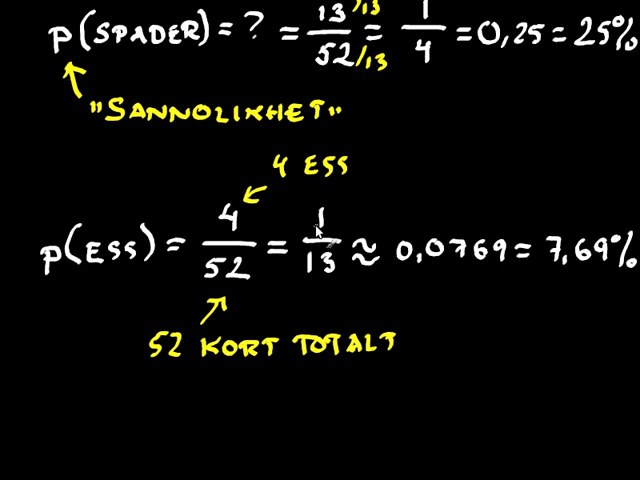 p(SPADER) = ? = 13/13 / 52/13 = 1/4 = 0,25 = 25%
"SANNOLIKHET"
4 ESS
p(ESS) = 4/52 = 1/13 ≈ 0,0769 = 7,69%
52 KORT TOTALT